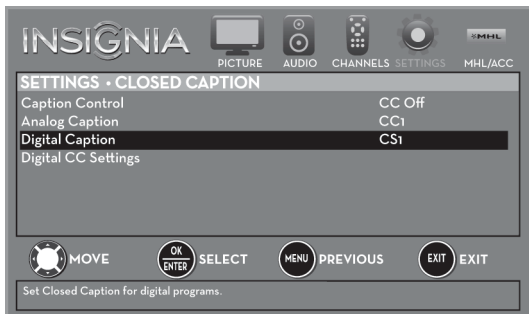 INSIGNIA
PICTURE AUDIO CHANNELS SETTINGS MHL/ACC
MHL
SETTINGS • CLOSED CAPTION
Caption Control CC Off
Analog Caption CC1
Digital Caption CS1
Digital CC Settings
MOVE OK ENTER SELECT MENU PREVIOUS EXIT EXIT
Set Closed Caption for digital programs.